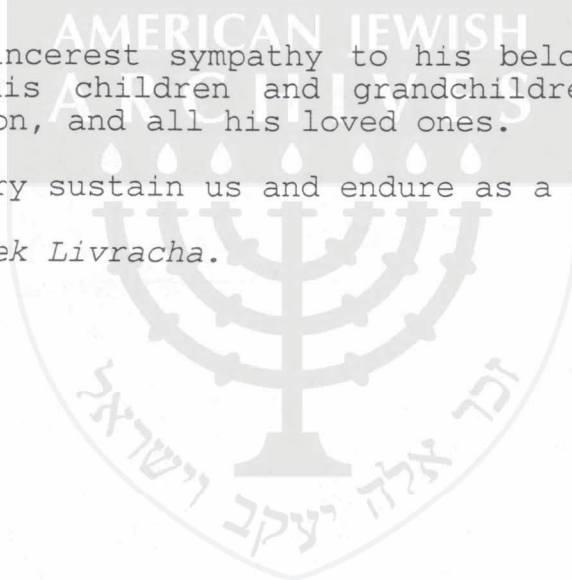 AMERICAN JEWISH
ARCHIVES
ncerest sympathy to his belo
is children and grandchildre
on, and all his loved ones.
ry sustain us and endure as a
ek Livracha.
זכר אלה יעקב וישראל